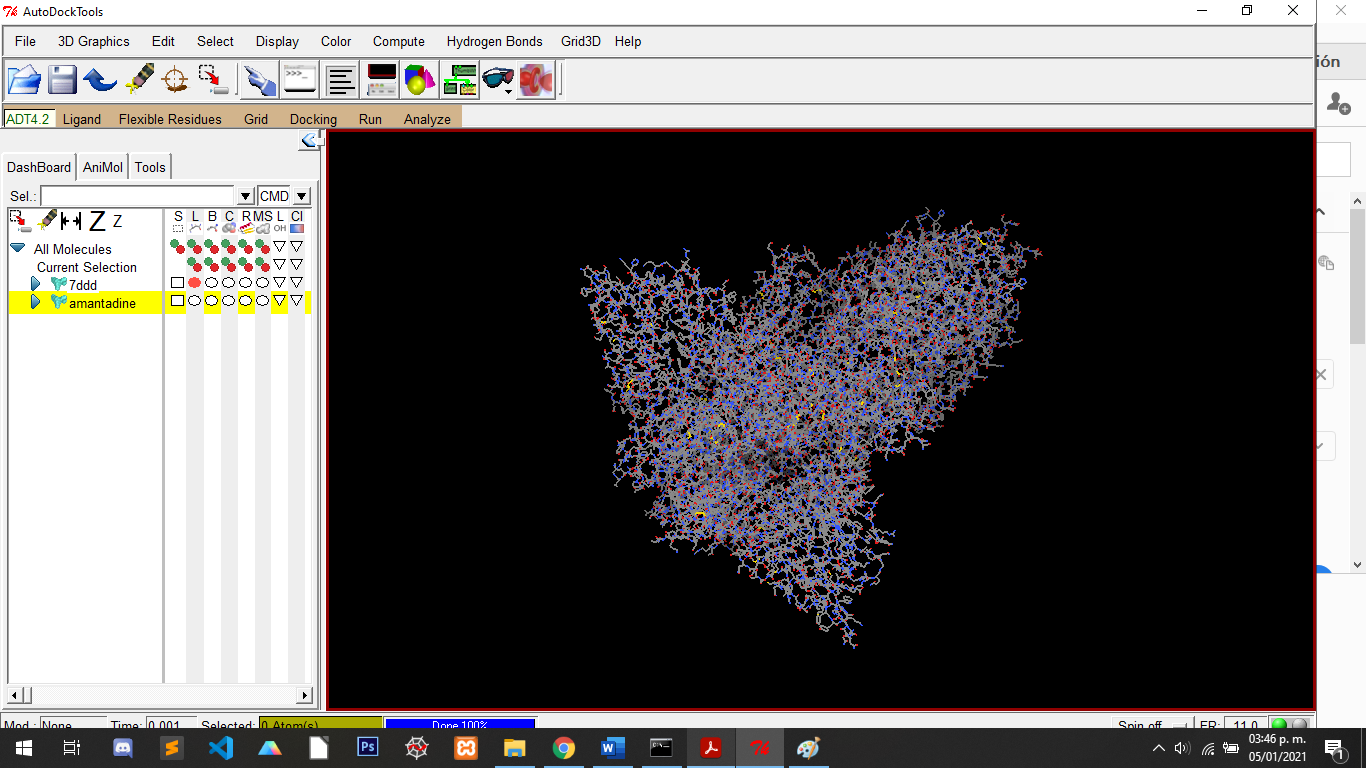 AutoDockTools
File 3D Graphics Edit Select Display Color Compute Hydrogen Bonds Grid3D Help
ión
ADT4.2 Ligand Flexible Residues Grid Docking Run Analyze
DashBoard AniMol Tools
Sel.: CMD
Z Z S L B C R MS L Cl
OH
All Molecules
Current Selection
7ddd
amantadine
Mod.: None Time: 0.001 Selected: 0 Atom(s) Done 100% Spin off FR: 11.0
Ps
W
03:46 p. m.
05/01/2021
1